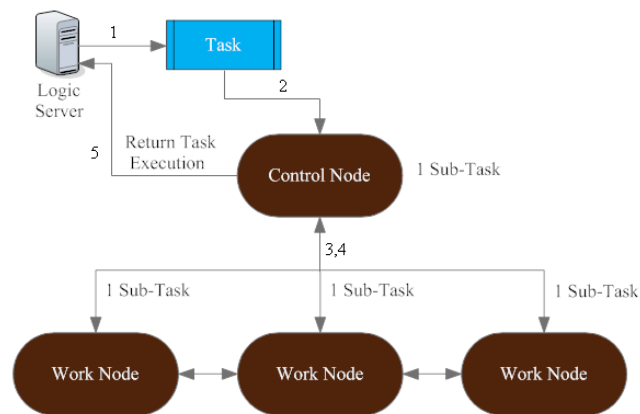 1
Task
Logic
Server
2
5
Return Task
Execution
Control Node
1 Sub-Task
3,4
1 Sub-Task
1 Sub-Task
1 Sub-Task
Work Node
Work Node
Work Node